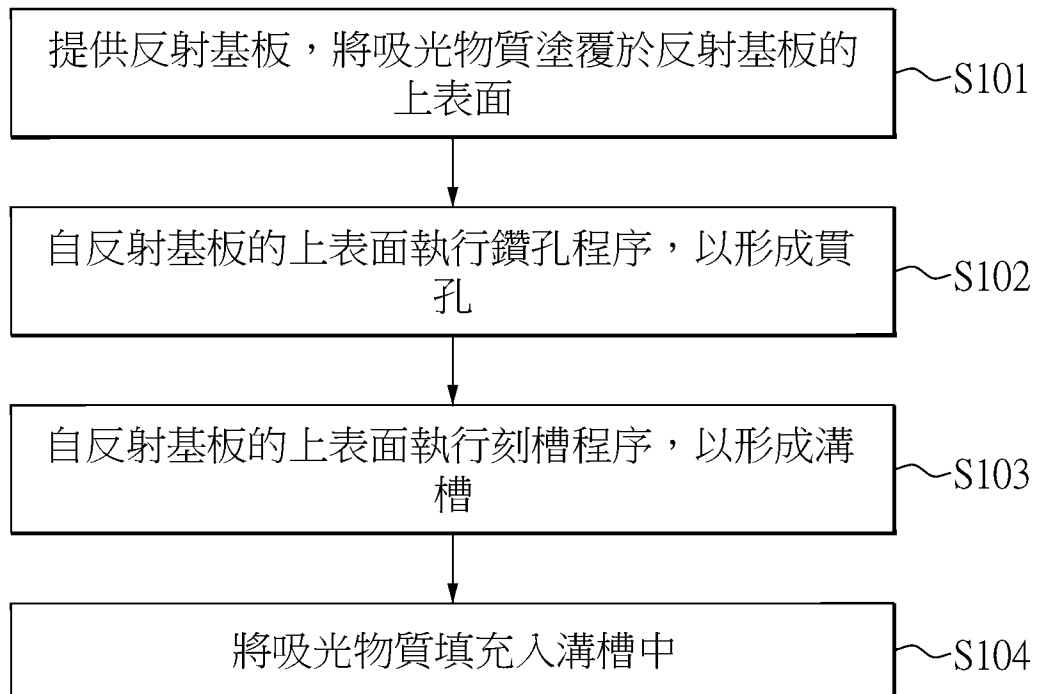 提供反射基板，將吸光物質塗覆於反射基板的
上表面
S101
自反射基板的上表面執行鑽孔程序，以形成貫
孔
S102
自反射基板的上表面執行刻槽程序，以形成溝
槽
S103
將吸光物質填充入溝槽中
S104